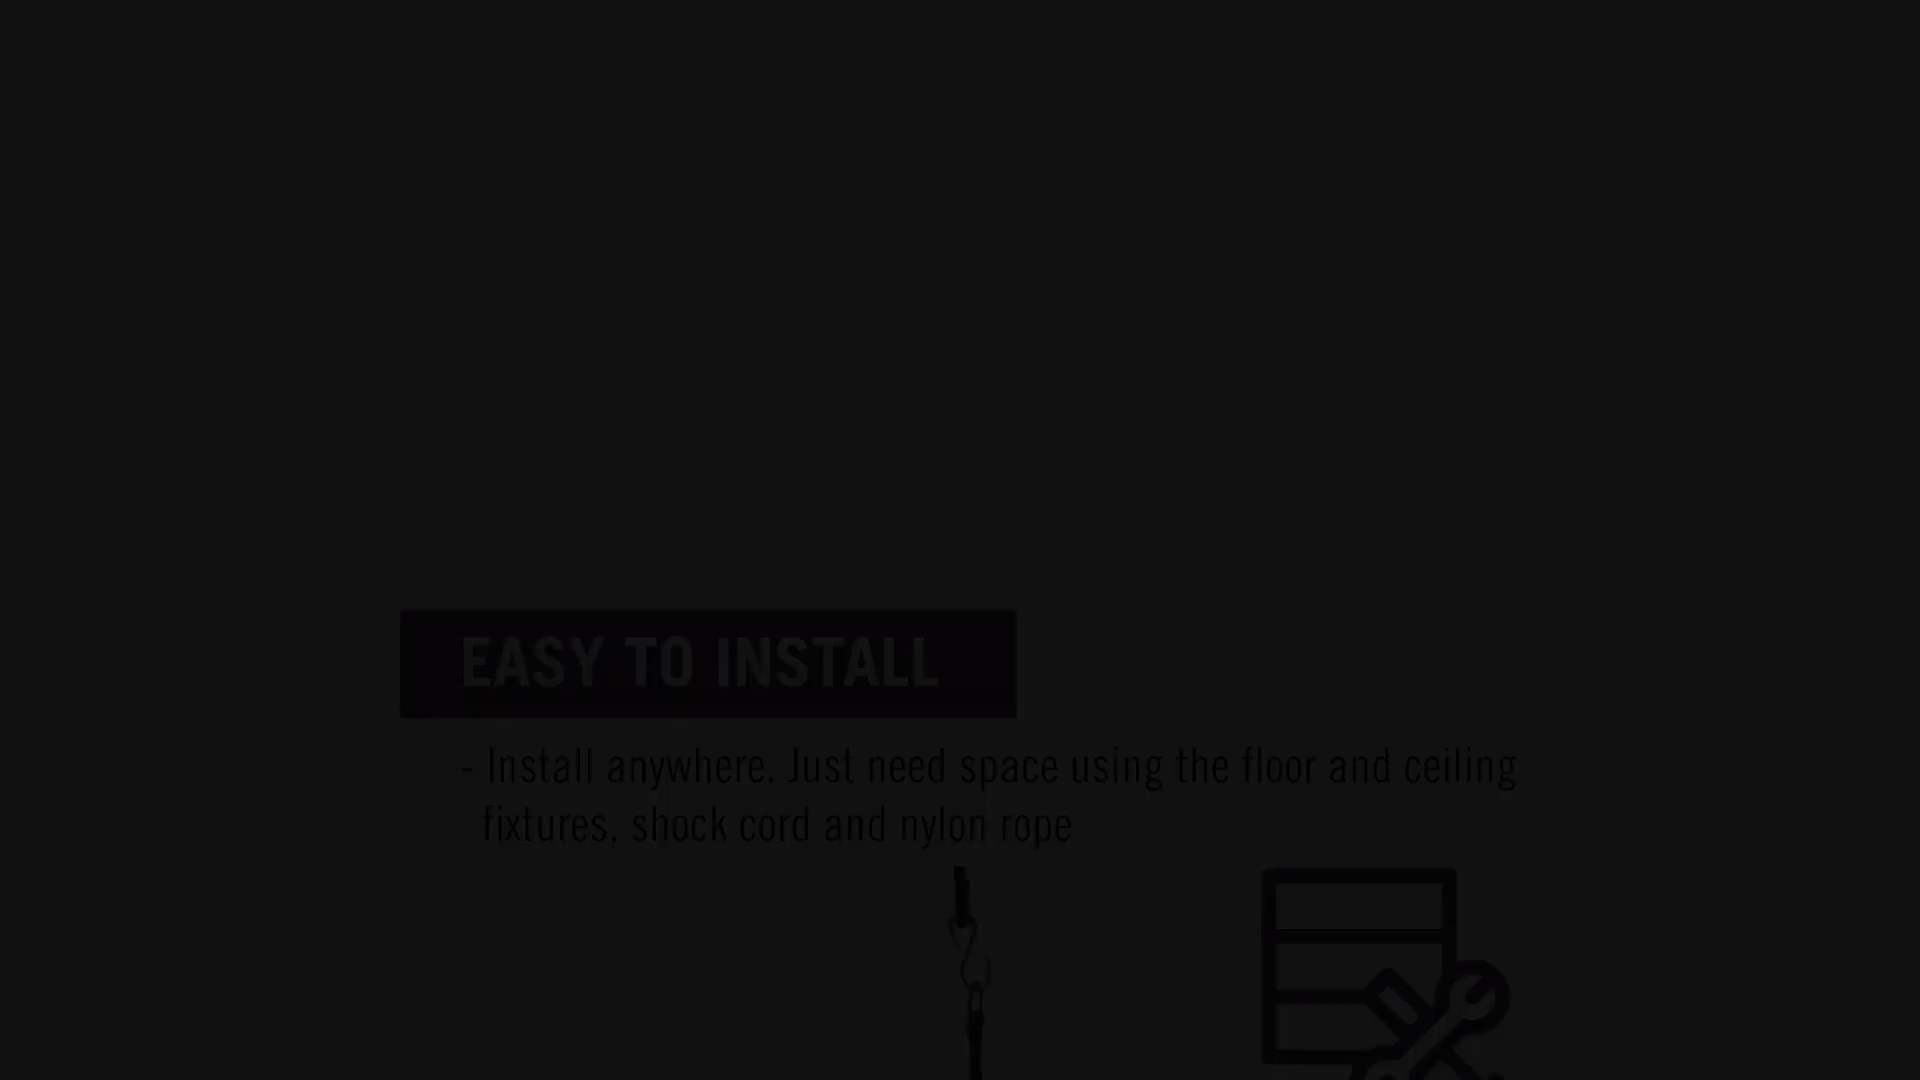 EASY TO INSTALL
- Install anywhere. Just need space using the floor and ceiling
fixtures, shock cord and nylon rope